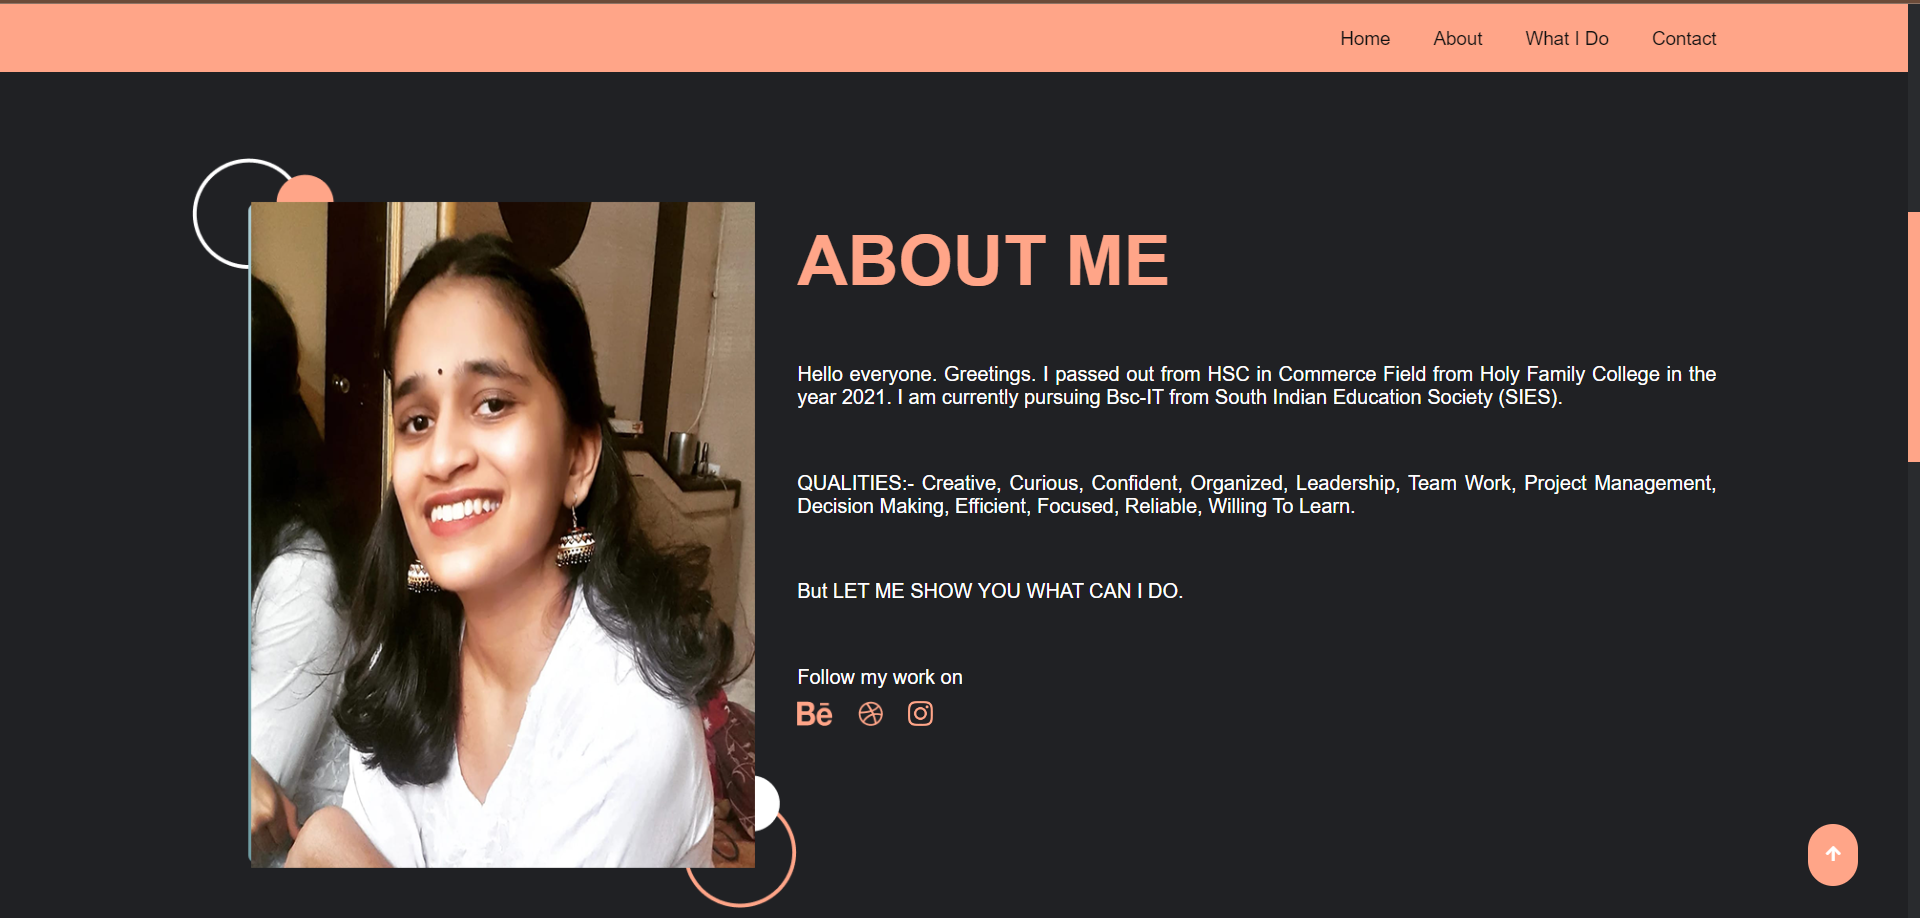 Home About What I Do Contact
ABOUT ME
Hello everyone. Greetings. I passed out from HSC in Commerce Field from Holy Family College in the
year 2021. I am currently pursuing Bsc-IT from South Indian Education Society (SIES).
QUALITIES:- Creative, Curious, Confident, Organized, Leadership, Team Work, Project Management,
Decision Making, Efficient, Focused, Reliable, Willing To Learn.
But LET ME SHOW YOU WHAT CAN I DO.
Follow my work on
Bē